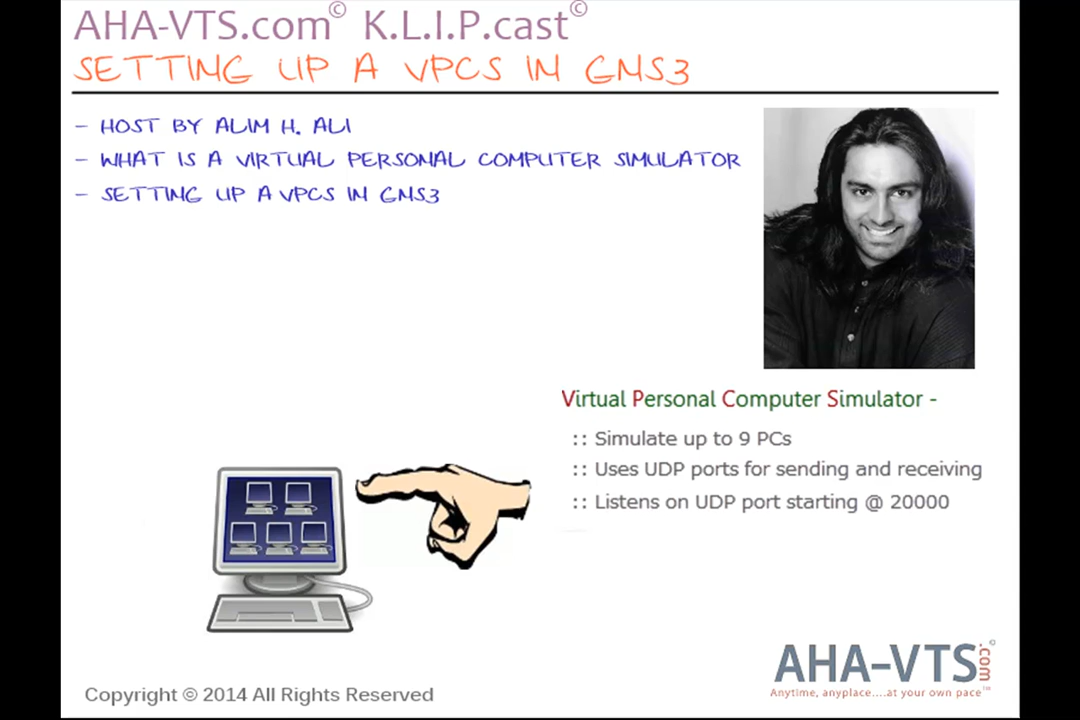 AHA-VTS.com© K.L.I.P.cast©
SETTING UP A VPCS IN GNS3
- HOST BY ALIM H. ALI
- WHAT IS A VIRTUAL PERSONAL COMPUTER SIMULATOR
- SETTING UP A VPCS IN GNS3
Virtual Personal Computer Simulator -
:: Simulate up to 9 PCs
:: Uses UDP ports for sending and receiving
:: Listens on UDP port starting @ 20000
AHA-VTS.com©
Anytime, anyplace....at your own pace™
Copyright © 2014 All Rights Reserved